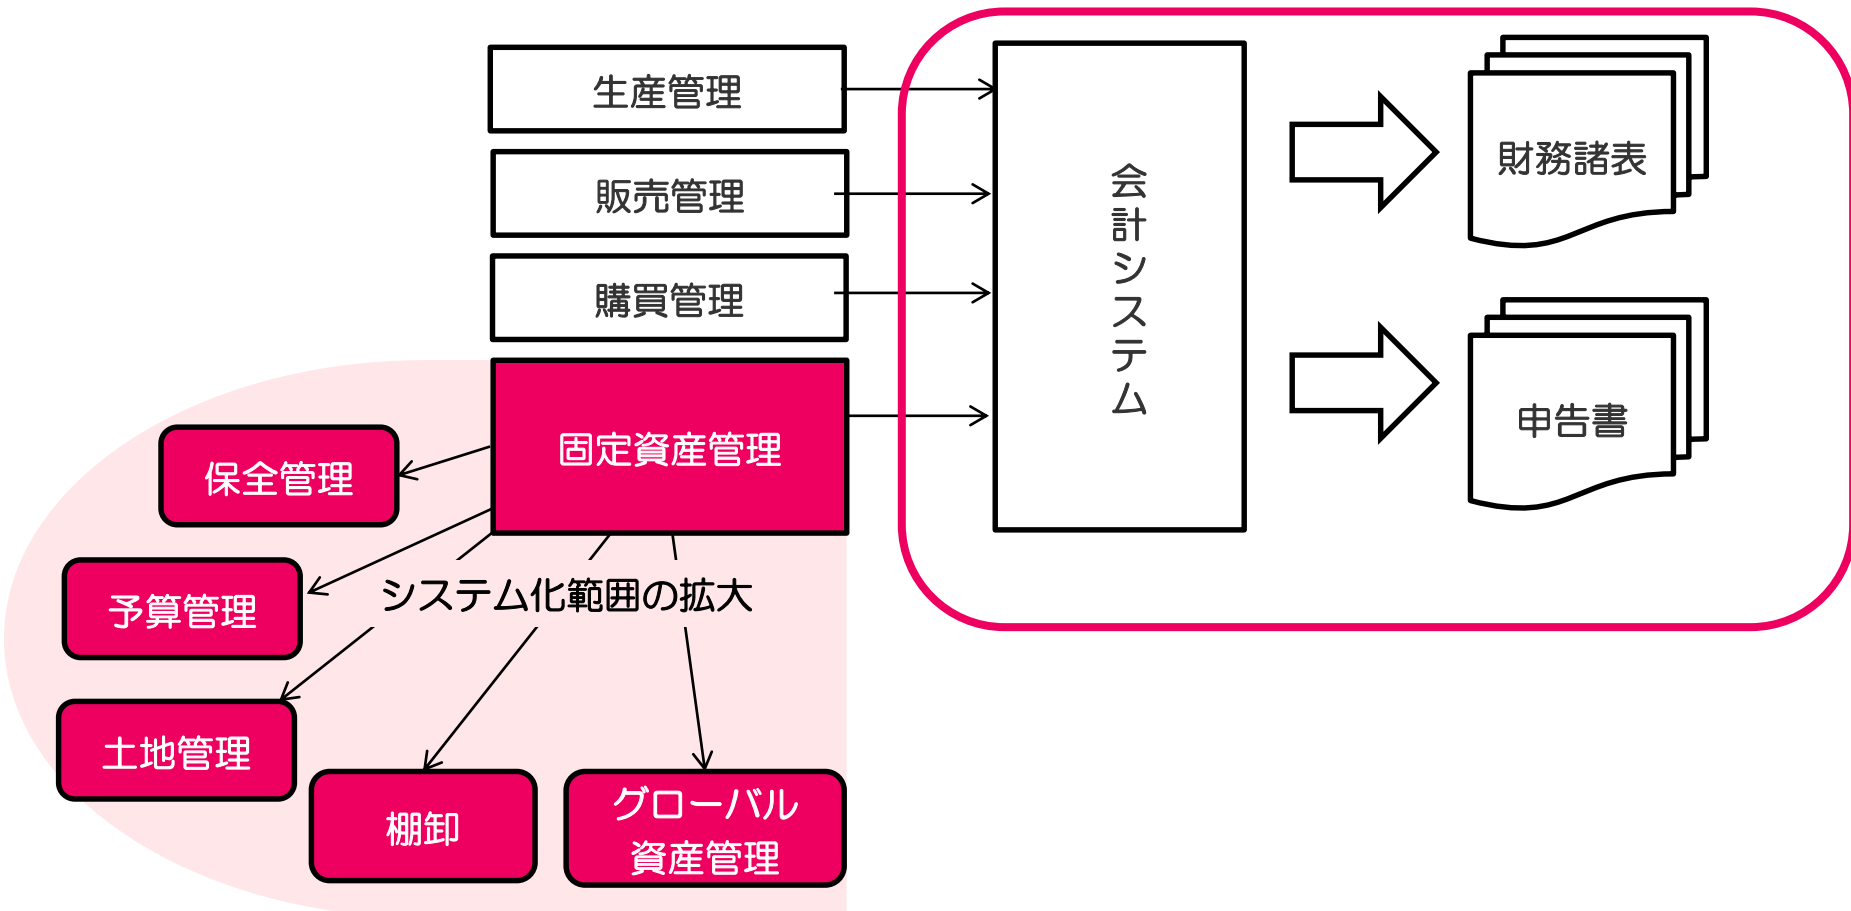 生産管理
販売管理
購買管理
固定資産管理
会計システム
財務諸表
申告書
保全管理
予算管理
システム化範囲の拡大
土地管理
棚卸
グローバル
資産管理